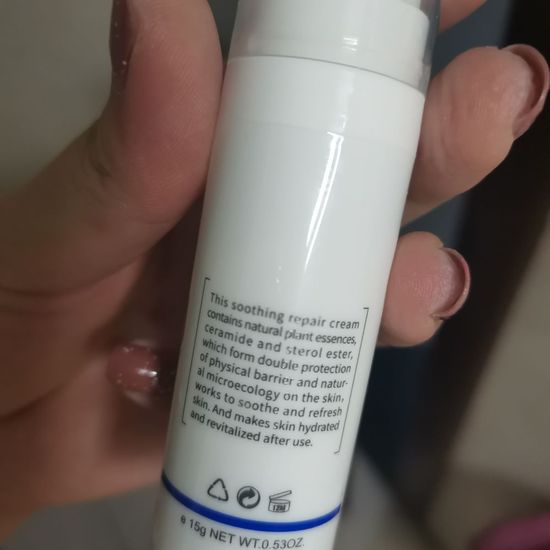 This soothing repair cream
contains natural plant essences,
ceramide and sterol ester,
which form double protection
of physical barrier and natur-
al microecology on the skin,
works to soothe and refresh
skin. And makes skin hydrated
and revitalized after use.
12M
e 15g NET WT.0.53OZ.